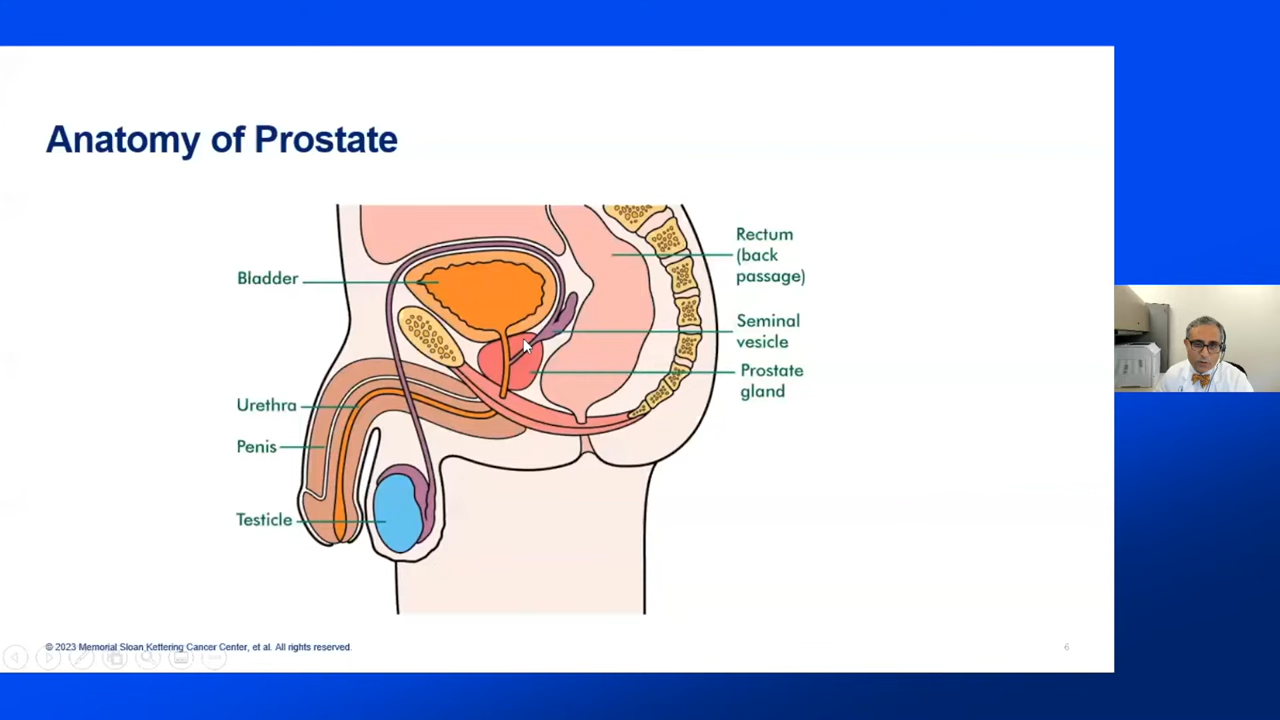 Anatomy of Prostate
Bladder
Urethra
Penis
Testicle
Rectum
(back
passage)
Seminal
vesicle
Prostate
gland
© 2023 Memorial Sloan Kettering Cancer Center, et al. All rights reserved.
6